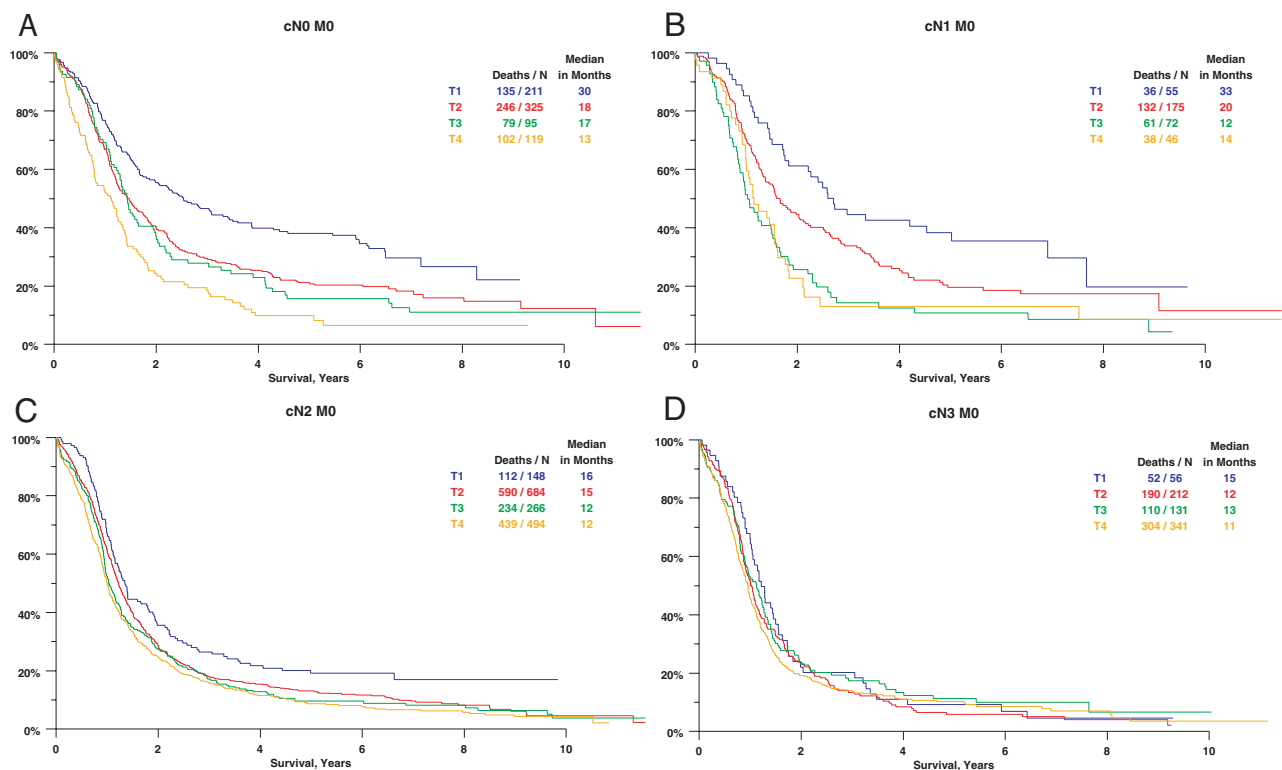 A
cN0 M0
Median
Deaths / N in Months
T1 135 / 211 30
T2 246 / 325 18
T3 79 / 95 17
T4 102 / 119 13
100%
80%
60%
40%
20%
0%
0 2 4 6 8 10
Survival, Years
B
cN1 M0
Median
Deaths / N in Months
T1 36 / 55 33
T2 132 / 175 20
T3 61 / 72 12
T4 38 / 46 14
100%
80%
60%
40%
20%
0%
0 2 4 6 8 10
Survival, Years
C
cN2 M0
Median
Deaths / N in Months
T1 112 / 148 16
T2 590 / 684 15
T3 234 / 266 12
T4 439 / 494 12
100%
80%
60%
40%
20%
0%
0 2 4 6 8 10
Survival, Years
D
cN3 M0
Median
Deaths / N in Months
T1 52 / 56 15
T2 190 / 212 12
T3 110 / 131 13
T4 304 / 341 11
100%
80%
60%
40%
20%
0%
0 2 4 6 8 10
Survival, Years